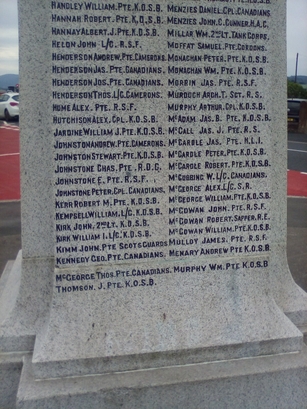 HANDLEY WILLIAM. PTE. K.O.S.B.
HANNAH ROBERT. PTE. K.O.S.B.
HANNAY ALBERT. J. PTE. K.O.S.B.
HELON JOHN L/C. R.S.F.
HENDERSON ANDREW. PTE. CAMERONS.
HENDERSON JAS. PTE. CANADIANS.
HENDERSON JOS. PTE. CANADIANS.
HENDERSON THOS. L/C. CAMERONS.
HUME ALEX. PTE. R.S.F.
HUTCHISON ALEX. CPL. K.O.S.B.
JARDINE WILLIAM J. PTE. K.O.S.B.
JOHNSTON ANDREW. PTE. CAMERONS.
JOHNSTON STEWART. PTE. K.O.S.B.
JOHNSTONE CHAS. PTE. R.D.C.
JOHNSTONE E. PTE. R.S.F.
JOHNSTONE PETER. CPL. CANADIANS.
KERR ROBERT M. PTE. K.O.S.B.
KEMPSELL WILLIAM. L/C. K.O.S.B.
KIRK JOHN. 2ND LT. K.O.S.B.
KIRK WILLIAM I. L/C. K.O.S.B.
KIMM JOHN. PTE SCOTS GUARDS
KENNEDY GEO. PTE. CANADIANS.
MENZIES DANIEL. CPL. CANADIANS.
MENZIES JOHN. C. GUNNER. H.A.C.
MILLAR WM. 2ND LT. TANK CORPS.
MOFFAT SAMUEL. PTE. GORDONS.
MONACHAN PETER. PTE. K.O.S.B.
MONACHAN WM. PTE. K.O.S.B.
MORRIN JAS. PTE. R.S.F.
MURDOCH ARCH. T. SGT. R.S.
MURPHY ARTHUR. CPL. K.O.S.B.
McADAM JAS. B. PTE. K.O.S.B.
McCALL JAS. J. PTE. R.S.
McCARDLE JAS. PTE. H.L.I.
McCARDLE PETER. PTE. K.O.S.B.
McCARDLE ROBERT. PTE. K.O.S.B.
McCUBBING W. L/C. CANADIANS.
McGEORGE ALEX. L/C. S.R.
McGEORGE WILLIAM. PTE. K.O.S.B.
McGOWAN JOHN. PTE. R.S.F.
McGOWAN ROBERT. SAPPER. R.E.
McGOWAN WILLIAM. PTE. K.O.S.B.
MULLOY JAMES. PTE. R.S.F.
MENARY ANDREW PTE K.O.S.B.
McGEORGE THOS. PTE. CANADIANS. MURPHY WM. PTE K.O.S.B
THOMSON. J. PTE. K.O.S.B.